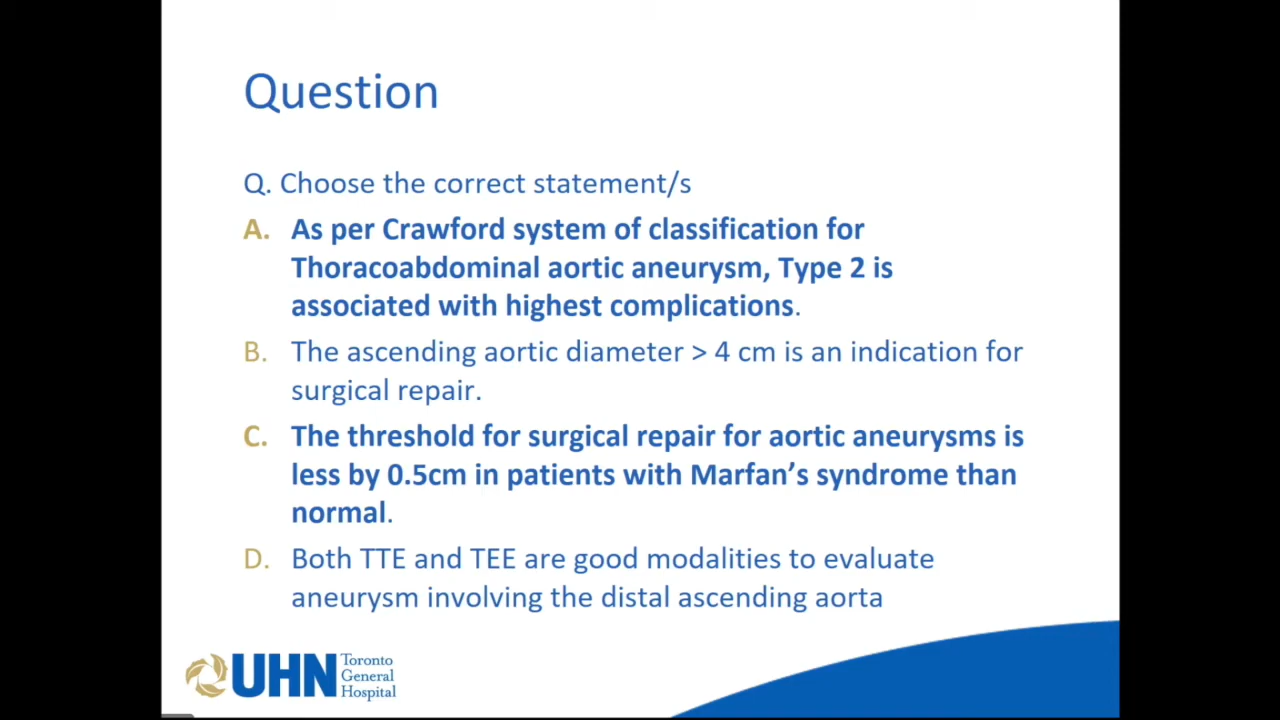 Question
Q. Choose the correct statement/s
A. As per Crawford system of classification for
Thoracoabdominal aortic aneurysm, Type 2 is
associated with highest complications.
B. The ascending aortic diameter > 4 cm is an indication for
surgical repair.
C. The threshold for surgical repair for aortic aneurysms is
less by 0.5cm in patients with Marfan’s syndrome than
normal.
D. Both TTE and TEE are good modalities to evaluate
aneurysm involving the distal ascending aorta
UHN
Toronto
General
Hospital